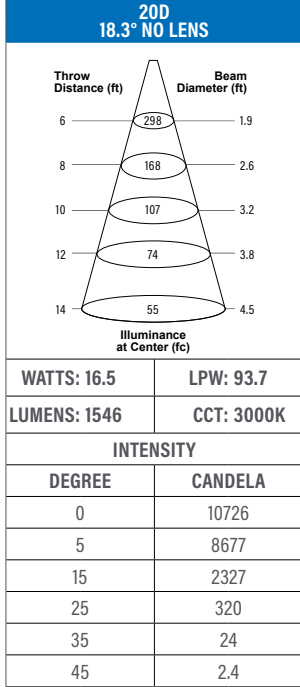 20D
18.3° NO LENS
Throw Distance (ft)
Beam Diameter (ft)
6 298 1.9
8 168 2.6
10 107 3.2
12 74 3.8
14 55 4.5
Illuminance
at Center (fc)
WATTS: 16.5 LPW: 93.7
LUMENS: 1546 CCT: 3000K
INTENSITY
DEGREE CANDELA
0 10726
5 8677
15 2327
25 320
35 24
45 2.4